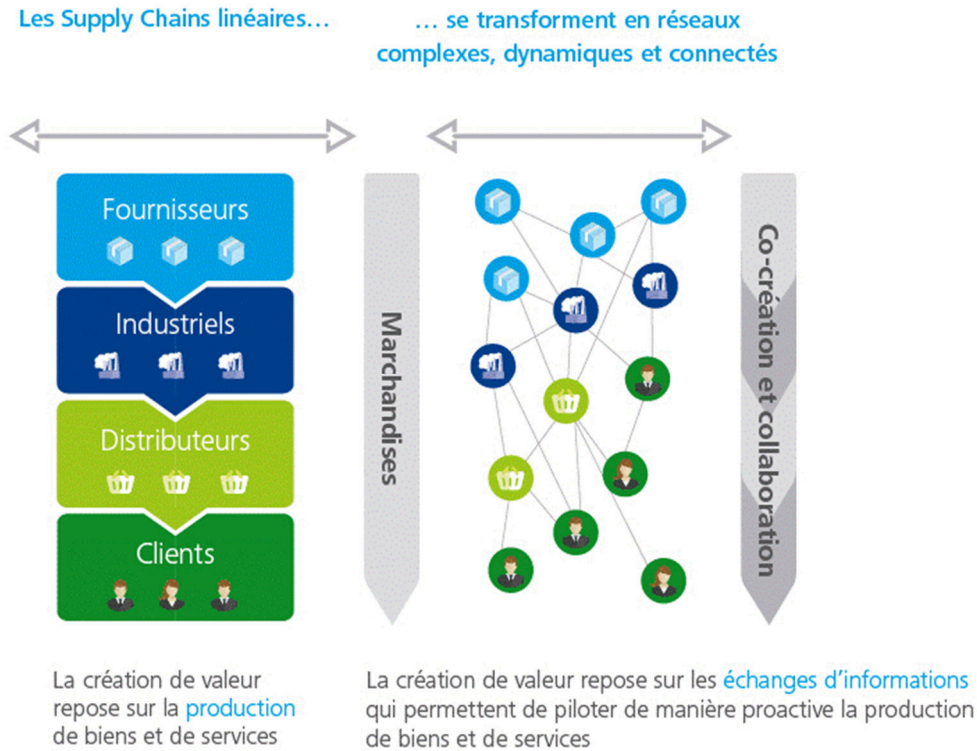 Les Supply Chains linéaires…
… se transforment en réseaux
complexes, dynamiques et connectés
Fournisseurs
Industriels
Distributeurs
Clients
Marchandises
Co-création et collaboration
La création de valeur
repose sur la production
de biens et de services
La création de valeur repose sur les échanges d’informations
qui permettent de piloter de manière proactive la production
de biens et de services